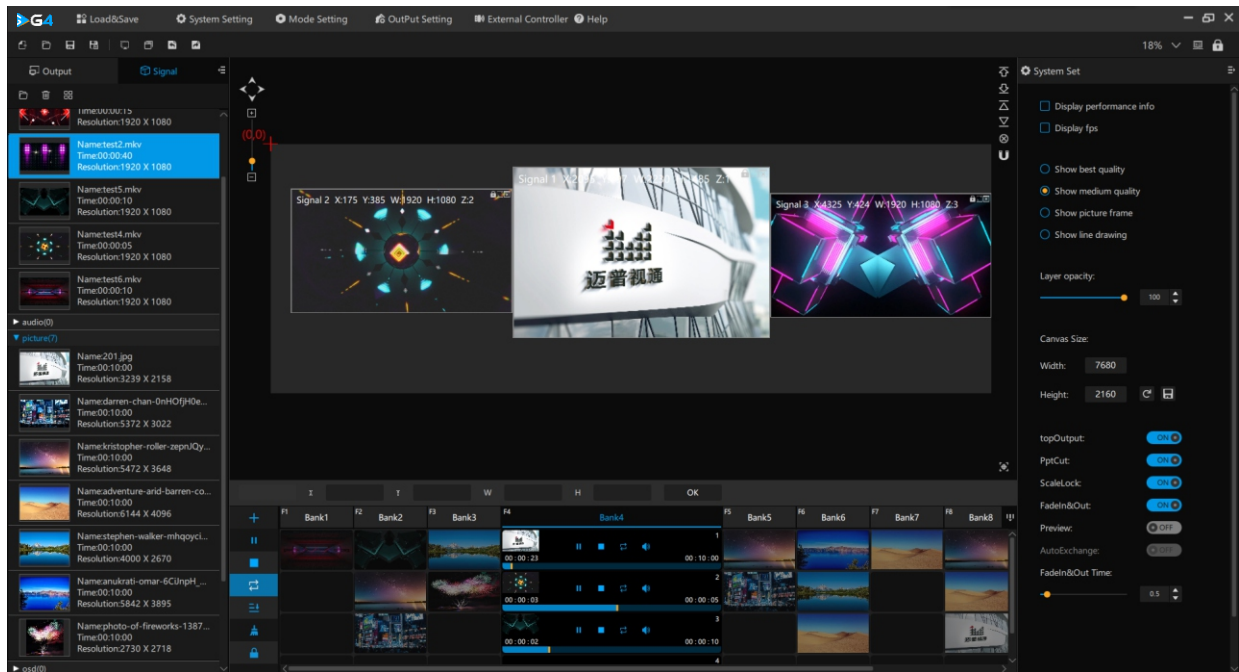 G4
Load&Save
System Setting
Mode Setting
OutPut Setting
External Controller
Help
18%
Output
Signal
Time:00:00:15
Resolution:1920 X 1080
Name:test2.mkv
Time:00:00:40
Resolution:1920 X 1080
Name:test5.mkv
Time:00:00:10
Resolution:1920 X 1080
Name:test4.mkv
Time:00:00:05
Resolution:1920 X 1080
Name:test6.mkv
Time:00:00:10
Resolution:1920 X 1080
audio(0)
picture(7)
Name:201.jpg
Time:00:10:00
Resolution:3239 X 2158
Name:darren-chan-0nHOfjH0e...
Time:00:10:00
Resolution:5372 X 3022
Name:kristopher-roller-zepnJQy...
Time:00:10:00
Resolution:5472 X 3648
Name:adventure-arid-barren-co...
Time:00:10:00
Resolution:6144 X 4096
Name:stephen-walker-mhqoyci...
Time:00:10:00
Resolution:4000 X 2670
Name:anukrati-omar-6CiJnpH_...
Time:00:10:00
Resolution:5842 X 3895
Name:photo-of-fireworks-1387...
Time:00:10:00
Resolution:2730 X 2718
osd(0)
(0,0)
Signal 2 X:175 Y:385 W:1920 H:1080 Z:2
Signal 1
迈普视通
Signal 3 X:4325 Y:424 W:1920 H:1080 Z:3
X
Y
W
H
OK
F1 Bank1
F2 Bank2
F3 Bank3
F4 Bank4
F5 Bank5
F6 Bank6
F7 Bank7
F8 Bank8
1
00:00:23
00:10:00
2
00:00:03
00:00:05
3
00:00:02
00:00:10
4
System Set
Display performance info
Display fps
Show best quality
Show medium quality
Show picture frame
Show line drawing
Layer opacity:
100
Canvas Size:
Width: 7680
Height: 2160
topOutput: ON
PptCut: ON
ScaleLock: ON
FadeIn&Out: ON
Preview: OFF
AutoExchange: OFF
FadeIn&Out Time:
0.5